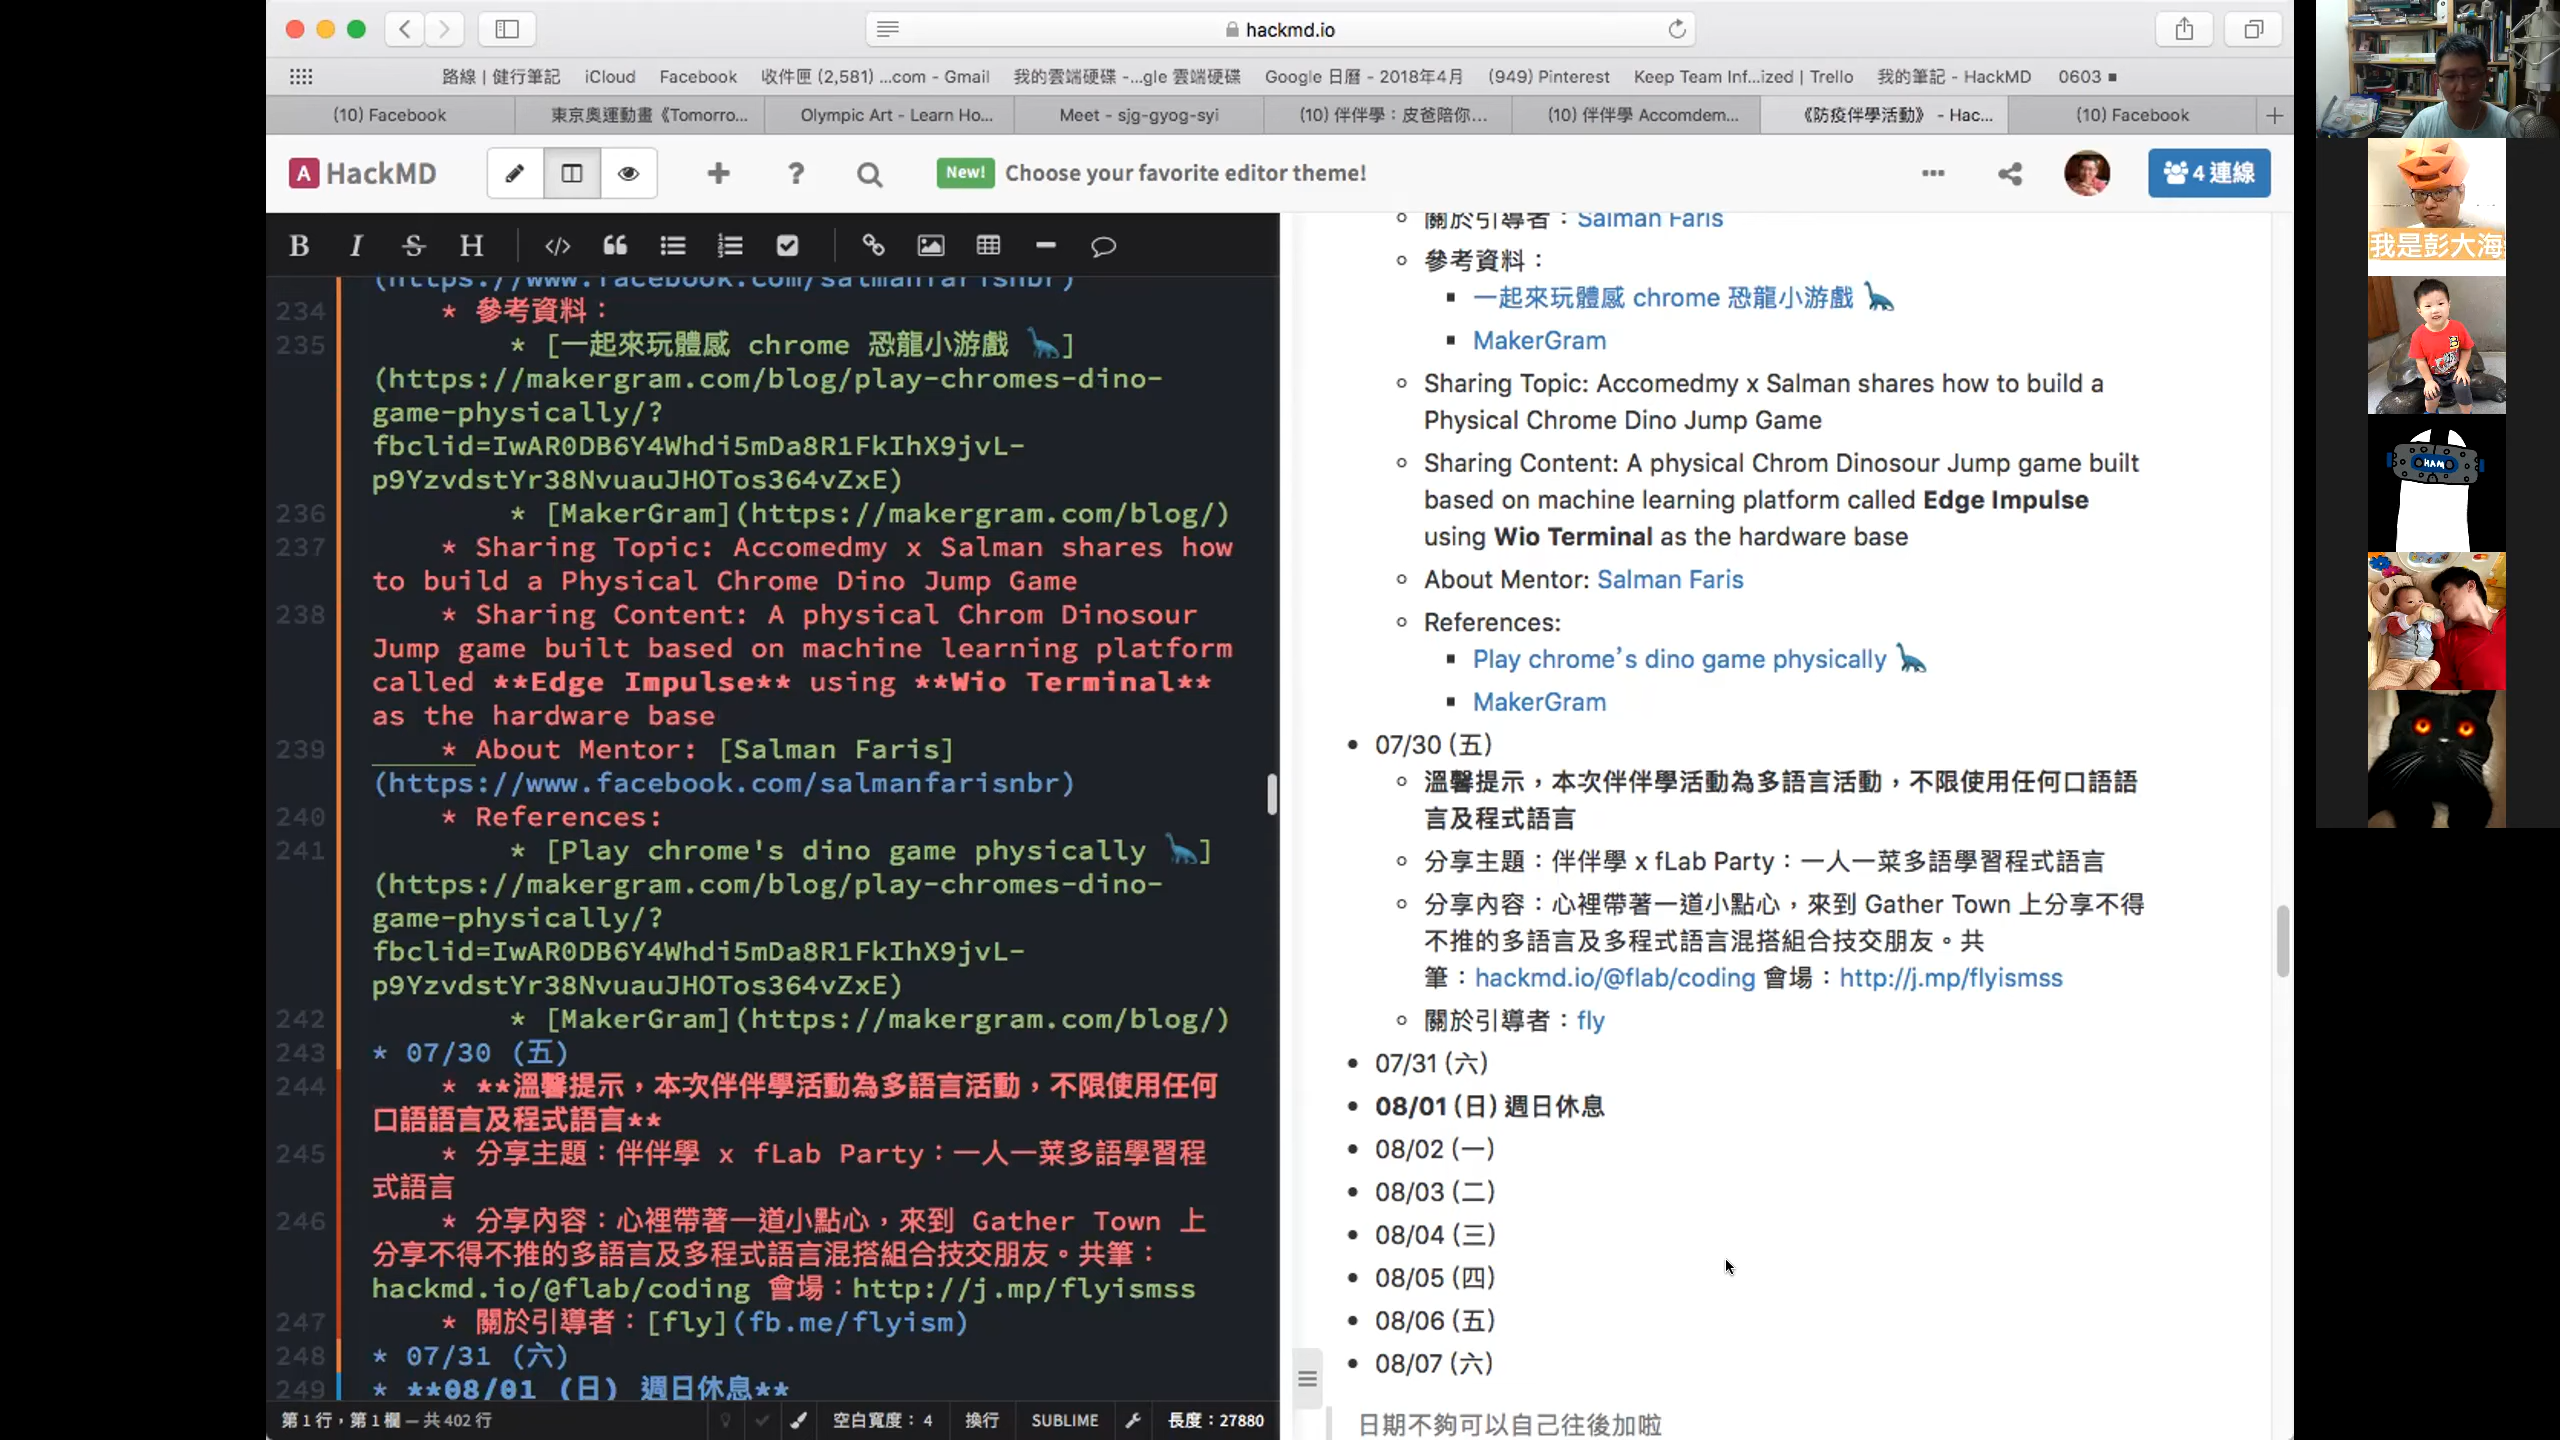 hackmd.io
路線 | 健行筆記 iCloud Facebook 收件匣 (2,581) ...com - Gmail 我的雲端硬碟 -...gle 雲端硬碟 Google 日曆 - 2018年4月 (949) Pinterest Keep Team Inf...ized | Trello 我的筆記 - HackMD 0603
(10) Facebook 東京奧運動畫《Tomorro... Olympic Art - Learn Ho... Meet - sjg-gyog-syi (10) 伴伴學：皮爸陪你... (10) 伴伴學 Accomdem... 《防疫伴學活動》 - Hac... (10) Facebook
A HackMD New! Choose your favorite editor theme! 4 連線
(https://www.facebook.com/salmanfarisnbr)
234 * 參考資料：
235 * [一起來玩體感 chrome 恐龍小游戲 🦕]
(https://makergram.com/blog/play-chromes-dino-
game-physically/?
fbclid=IwAR0DB6Y4Whdi5mDa8R1FkIhX9jvL-
p9YzvdstYr38NvuauJHOTos364vZxE)
236 * [MakerGram](https://makergram.com/blog/)
237 * Sharing Topic: Accomedmy x Salman shares how
to build a Physical Chrome Dino Jump Game
238 * Sharing Content: A physical Chrom Dinosour
Jump game built based on machine learning platform
called **Edge Impulse** using **Wio Terminal**
as the hardware base
239 * About Mentor: [Salman Faris]
(https://www.facebook.com/salmanfarisnbr)
240 * References:
241 * [Play chrome's dino game physically 🦕]
(https://makergram.com/blog/play-chromes-dino-
game-physically/?
fbclid=IwAR0DB6Y4Whdi5mDa8R1FkIhX9jvL-
p9YzvdstYr38NvuauJHOTos364vZxE)
242 * [MakerGram](https://makergram.com/blog/)
243 * 07/30 (五)
244 * **溫馨提示，本次伴伴學活動為多語言活動，不限使用任何
口語語言及程式語言**
245 * 分享主題：伴伴學 x fLab Party：一人一菜多語學習程
式語言
246 * 分享內容：心裡帶著一道小點心，來到 Gather Town 上
分享不得不推的多語言及多程式語言混搭組合技交朋友。共筆：
hackmd.io/@flab/coding 會場：http://j.mp/flyismss
247 * 關於引導者：[fly](fb.me/flyism)
248 * 07/31 (六)
249 * **08/01 (日) 週日休息**
第 1 行，第 1 欄 — 共 402 行 空白寬度： 4 換行 SUBLIME 長度：27880
關於引導者：Salman Faris
參考資料：
一起來玩體感 chrome 恐龍小游戲 🦕
MakerGram
Sharing Topic: Accomedmy x Salman shares how to build a
Physical Chrome Dino Jump Game
Sharing Content: A physical Chrom Dinosour Jump game built
based on machine learning platform called Edge Impulse
using Wio Terminal as the hardware base
About Mentor: Salman Faris
References:
Play chrome’s dino game physically 🦕
MakerGram
07/30 (五)
溫馨提示，本次伴伴學活動為多語言活動，不限使用任何口語語
言及程式語言
分享主題：伴伴學 x fLab Party：一人一菜多語學習程式語言
分享內容：心裡帶著一道小點心，來到 Gather Town 上分享不得
不推的多語言及多程式語言混搭組合技交朋友。共
筆：hackmd.io/@flab/coding 會場：http://j.mp/flyismss
關於引導者：fly
07/31 (六)
08/01 (日) 週日休息
08/02 (一)
08/03 (二)
08/04 (三)
08/05 (四)
08/06 (五)
08/07 (六)
日期不夠可以自己往後加啦
我是彭大海
HAM